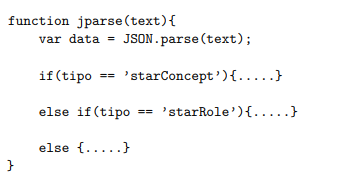 function jparse(text){
    var data = JSON.parse(text);
    if(tipo == ’starConcept’){.....}
    else if(tipo == ’starRole’){.....}
    else {.....}
}